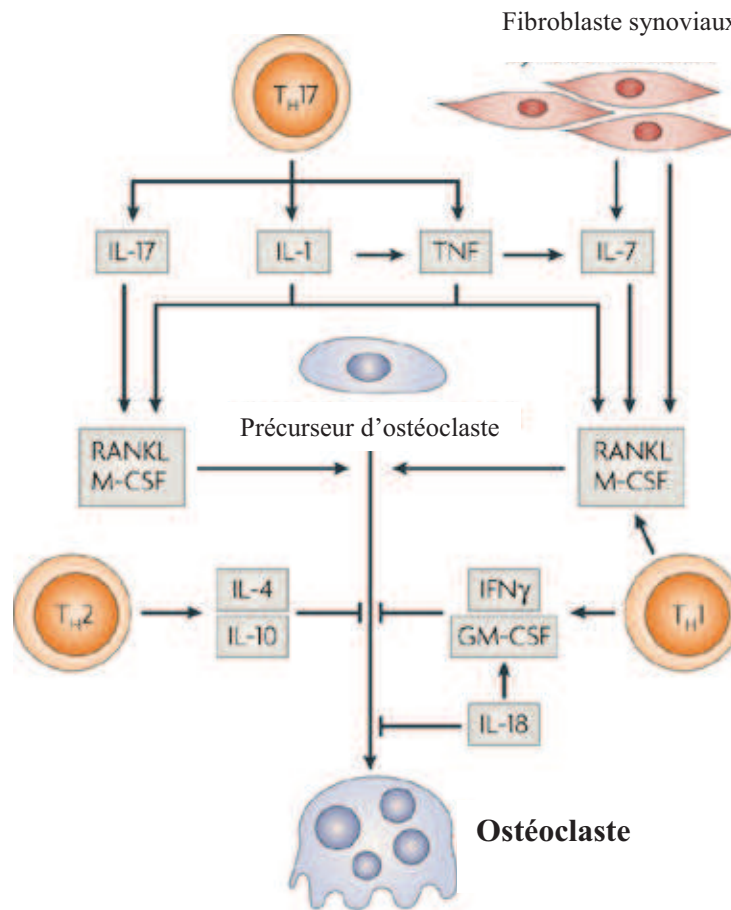 Fibroblaste synoviaux
TH17
IL-17
IL-1
TNF
IL-7
Précurseur d'ostéoclaste
RANKL
M-CSF
RANKL
M-CSF
TH2
IL-4
IL-10
IFNγ
GM-CSF
TH1
IL-18
Ostéoclaste